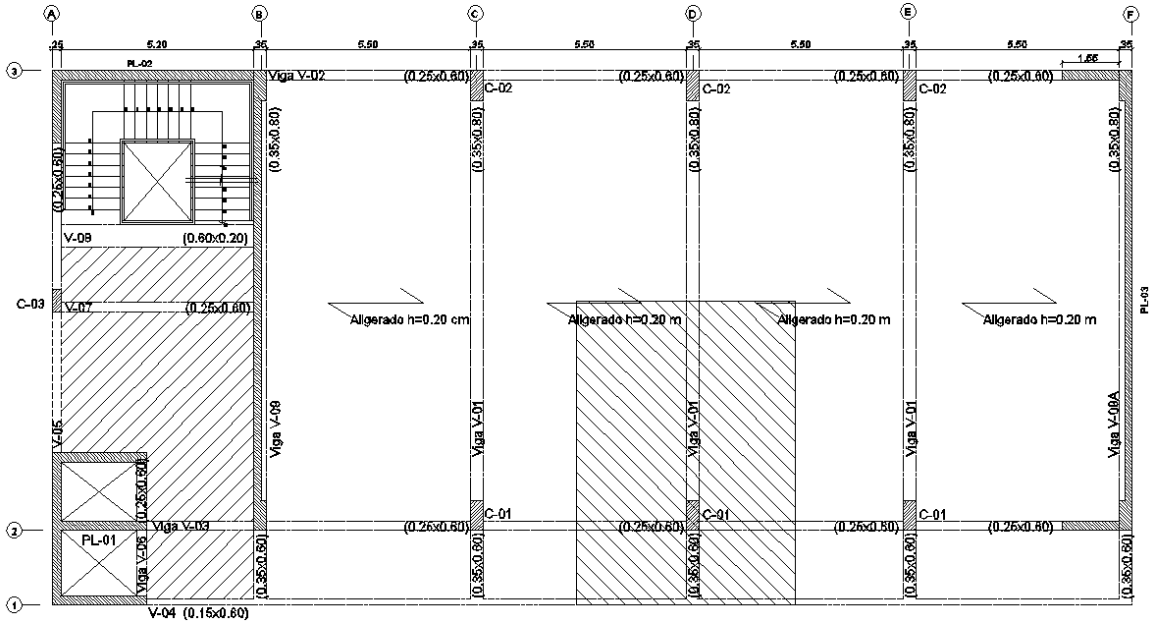 A B C D E F
25 5.20 35 5.50 35 5.50 35 5.50 35 5.50 35
1.55
3
PL-02
Viga V-02
(0.25x0.60)
(0.25x0.60)
(0.25x0.60)
(0.25x0.60)
C-02
C-02
C-02
(0.35x0.80)
(0.35x0.80)
(0.35x0.80)
(0.35x0.80)
(0.35x0.80)
(0.25x0.60)
V-08
(0.60x0.20)
C-03
V-07
(0.25x0.60)
Aligerado h=0.20 cm
Aligerado h=0.20 m
Aligerado h=0.20 m
Aligerado h=0.20 m
PL-03
V-05
Viga V-09
Viga V-01
Viga V-01
Viga V-01
Viga V-09A
(0.25x0.60)
C-01
C-01
C-01
2
Viga V-03
(0.25x0.60)
(0.25x0.60)
(0.25x0.60)
(0.25x0.60)
PL-01
Viga V-06
(0.35x0.60)
(0.35x0.60)
(0.35x0.60)
(0.35x0.60)
(0.35x0.60)
1
V-04 (0.15x0.60)